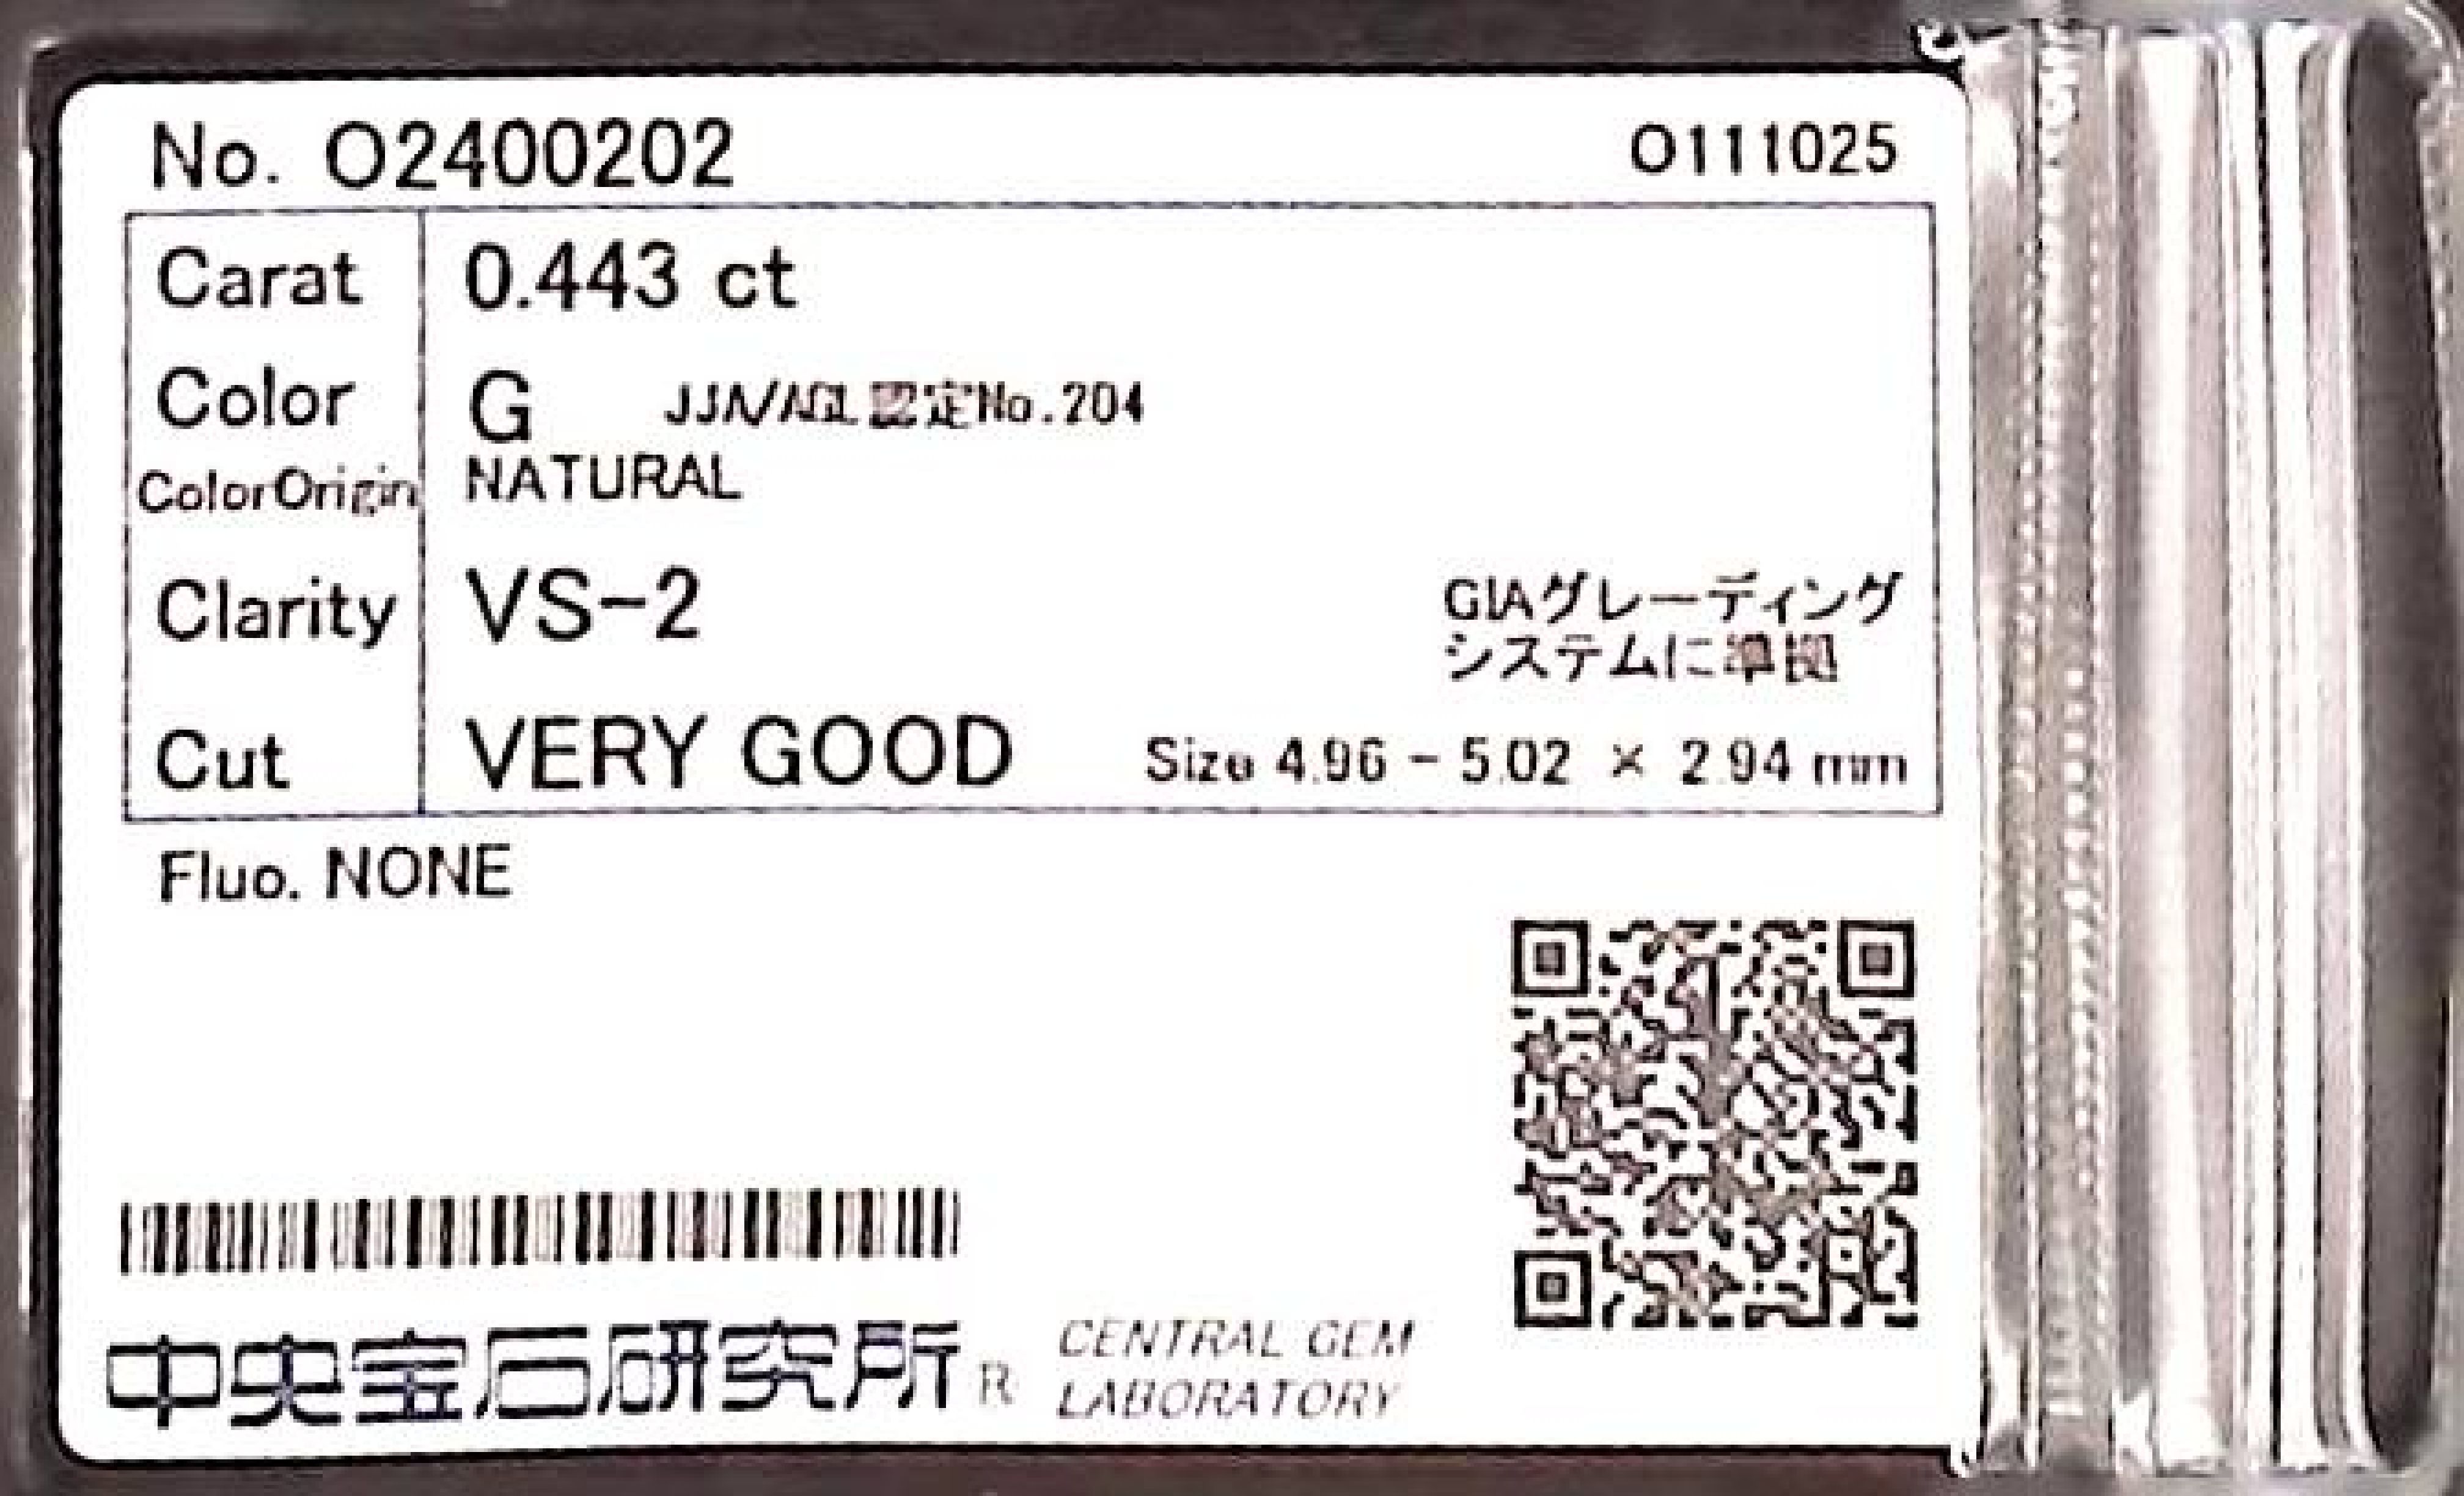 No. O2400202 O111025
Carat 0.443 ct
Color G JJA/AGL認定No.204
ColorOrigin NATURAL
Clarity VS-2 GIAグレーディング
システムに準拠
Cut VERY GOOD Size 4.96 - 5.02 × 2.94 mm
Fluo. NONE
中央宝石研究所 R CENTRAL GEM
LABORATORY